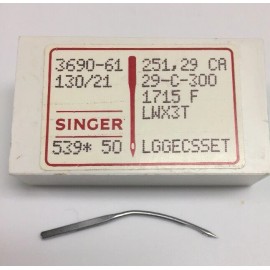 3690-61
130/21
SINGER
539* 50
251,29 CA
29-C-300
1715 F
LWX3T
LGGECSSET